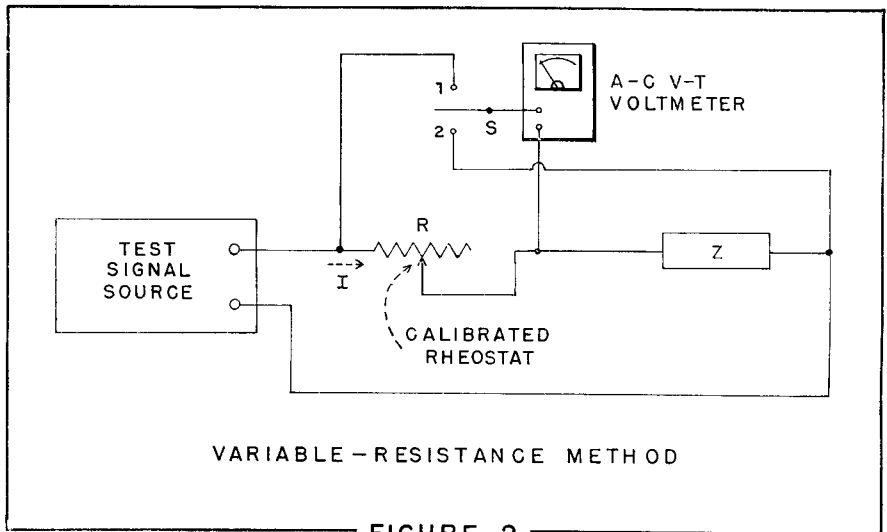 1
A-C V-T
VOLTMETER
2
S
R
TEST
SIGNAL
SOURCE
I
Z
CALIBRATED
RHEOSTAT
VARIABLE-RESISTANCE METHOD
FIGURE 2